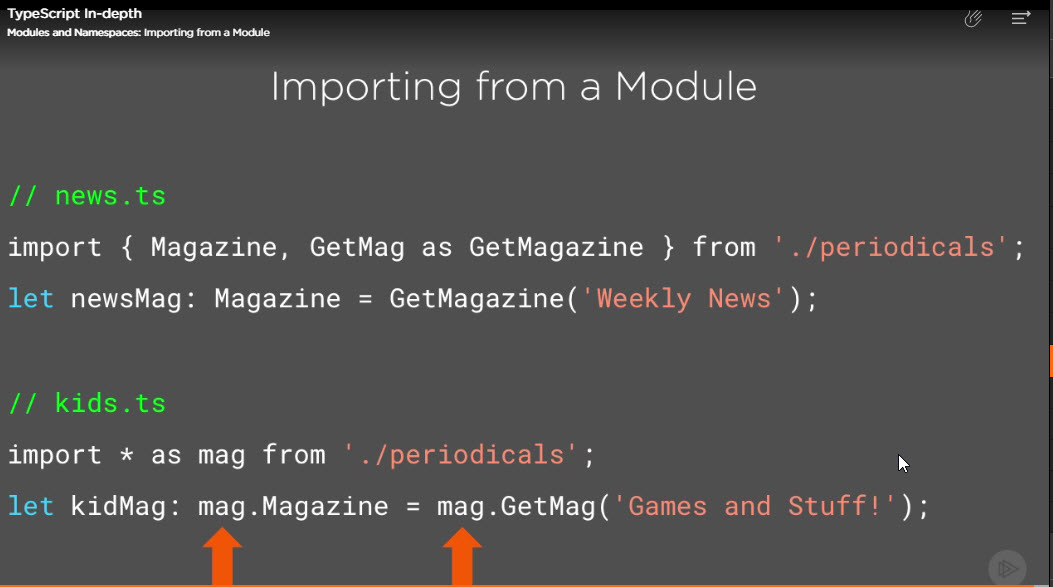 TypeScript In-depth
Modules and Namespaces: Importing from a Module
Importing from a Module
// news.ts
import { Magazine, GetMag as GetMagazine } from './periodicals';
let newsMag: Magazine = GetMagazine('Weekly News');
// kids.ts
import * as mag from './periodicals';
let kidMag: mag.Magazine = mag.GetMag('Games and Stuff!');